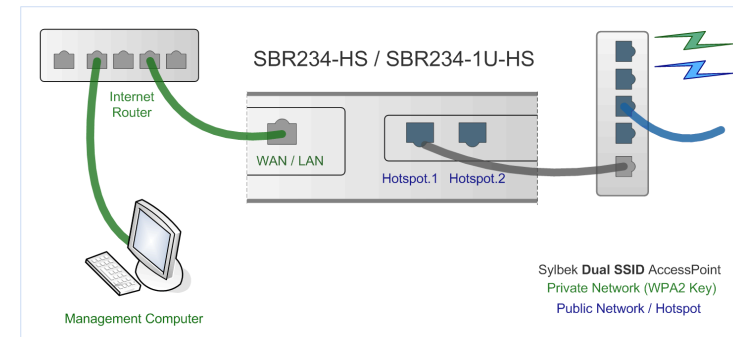 SBR234-HS / SBR234-1U-HS
Internet
Router
WAN / LAN
Hotspot.1 Hotspot.2
Management Computer
Sylbek Dual SSID AccessPoint
Private Network (WPA2 Key)
Public Network / Hotspot